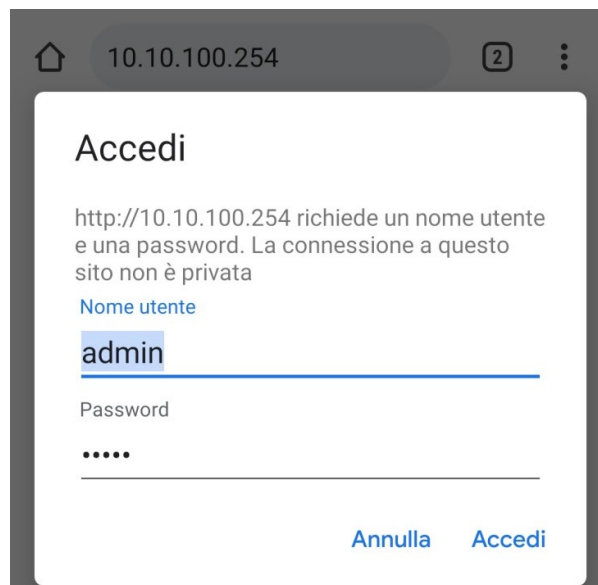 10.10.100.254
2
Accedi
http://10.10.100.254 richiede un nome utente
e una password. La connessione a questo
sito non è privata
Nome utente
admin
Password
•••••
Annulla Accedi